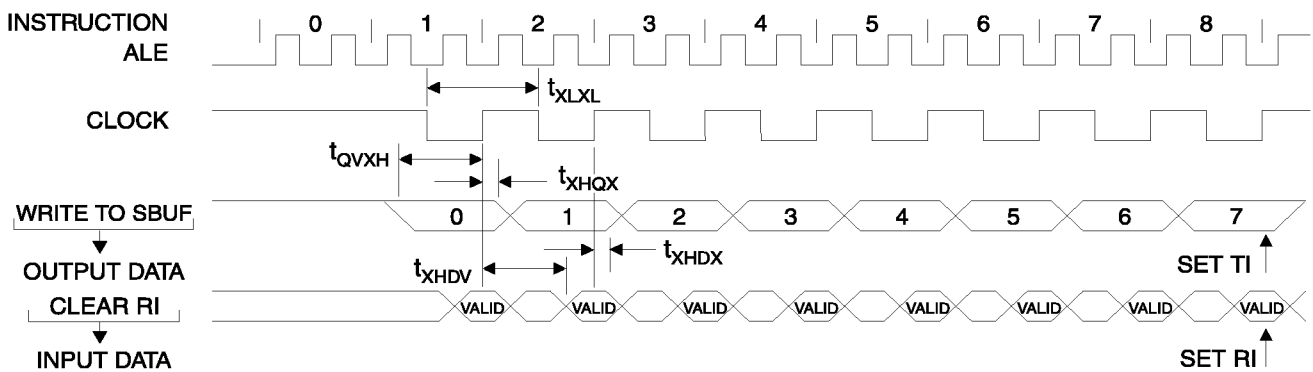 INSTRUCTION 0 1 2 3 4 5 6 7 8
ALE
tXLXL
CLOCK
tQVXH
tXHQX
WRITE TO SBUF 0 1 2 3 4 5 6 7
tXHDX
SET TI
OUTPUT DATA
tXHDV
CLEAR RI VALID VALID VALID VALID VALID VALID VALID VALID
INPUT DATA
SET RI